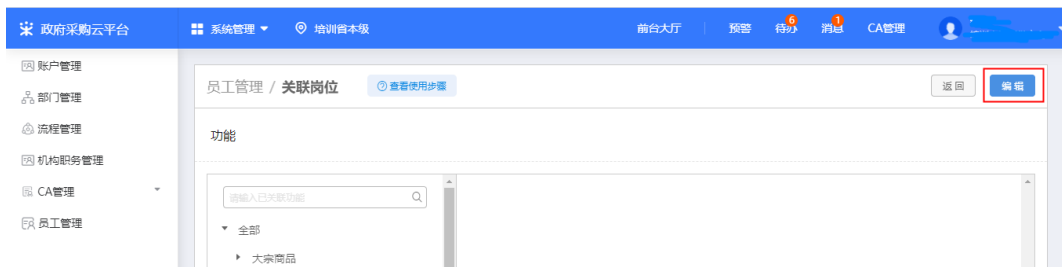 政府采购云平台 系统管理 培训省本级 前台大厅 预警 待办 6 消息 1 CA管理
账户管理
部门管理
流程管理
机构职务管理
CA管理
员工管理
员工管理 / 关联岗位 查看使用步骤 返回 编辑
功能
请输入已关联功能
全部
大宗商品